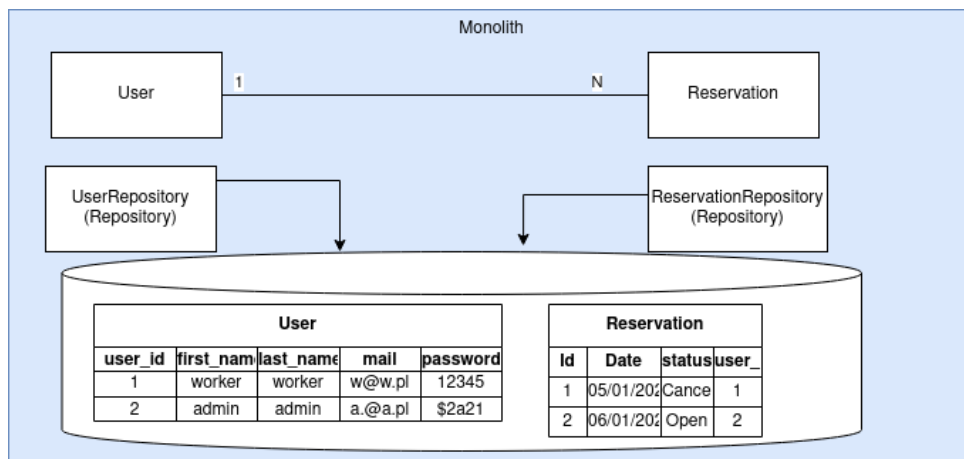 Monolith
User
1
N
Reservation
UserRepository
(Repository)
ReservationRepository
(Repository)
User
user_id first_nam last_name mail password
1 worker worker w@w.pl 12345
2 admin admin a.@a.pl $2a21
Reservation
Id Date status user_
1 05/01/202 Cance 1
2 06/01/202 Open 2